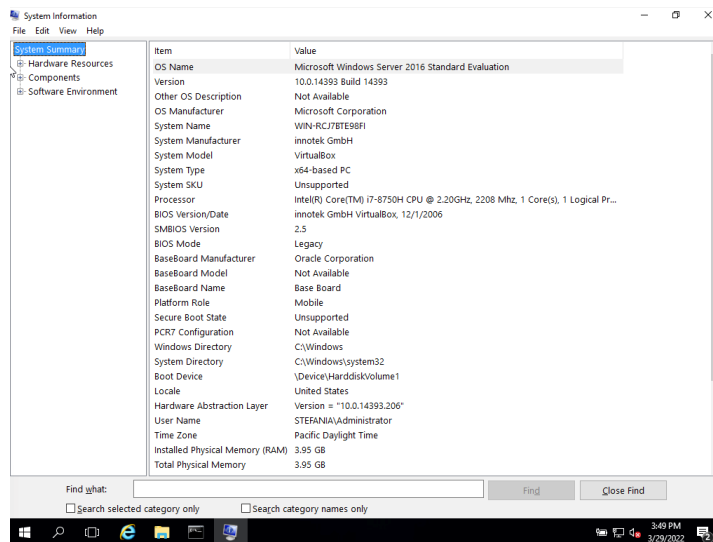 System Information
File Edit View Help
System Summary
Hardware Resources
Components
Software Environment
Item Value
OS Name Microsoft Windows Server 2016 Standard Evaluation
Version 10.0.14393 Build 14393
Other OS Description Not Available
OS Manufacturer Microsoft Corporation
System Name WIN-RCJ7BTE98FI
System Manufacturer innotek GmbH
System Model VirtualBox
System Type x64-based PC
System SKU Unsupported
Processor Intel(R) Core(TM) i7-8750H CPU @ 2.20GHz, 2208 Mhz, 1 Core(s), 1 Logical Pr...
BIOS Version/Date innotek GmbH VirtualBox, 12/1/2006
SMBIOS Version 2.5
BIOS Mode Legacy
BaseBoard Manufacturer Oracle Corporation
BaseBoard Model Not Available
BaseBoard Name Base Board
Platform Role Mobile
Secure Boot State Unsupported
PCR7 Configuration Not Available
Windows Directory C:\Windows
System Directory C:\Windows\system32
Boot Device \Device\HarddiskVolume1
Locale United States
Hardware Abstraction Layer Version = "10.0.14393.206"
User Name STEFANIA\Administrator
Time Zone Pacific Daylight Time
Installed Physical Memory (RAM) 3.95 GB
Total Physical Memory 3.95 GB
Find what: Find Close Find
Search selected category only Search category names only
3:49 PM
3/29/2022
2